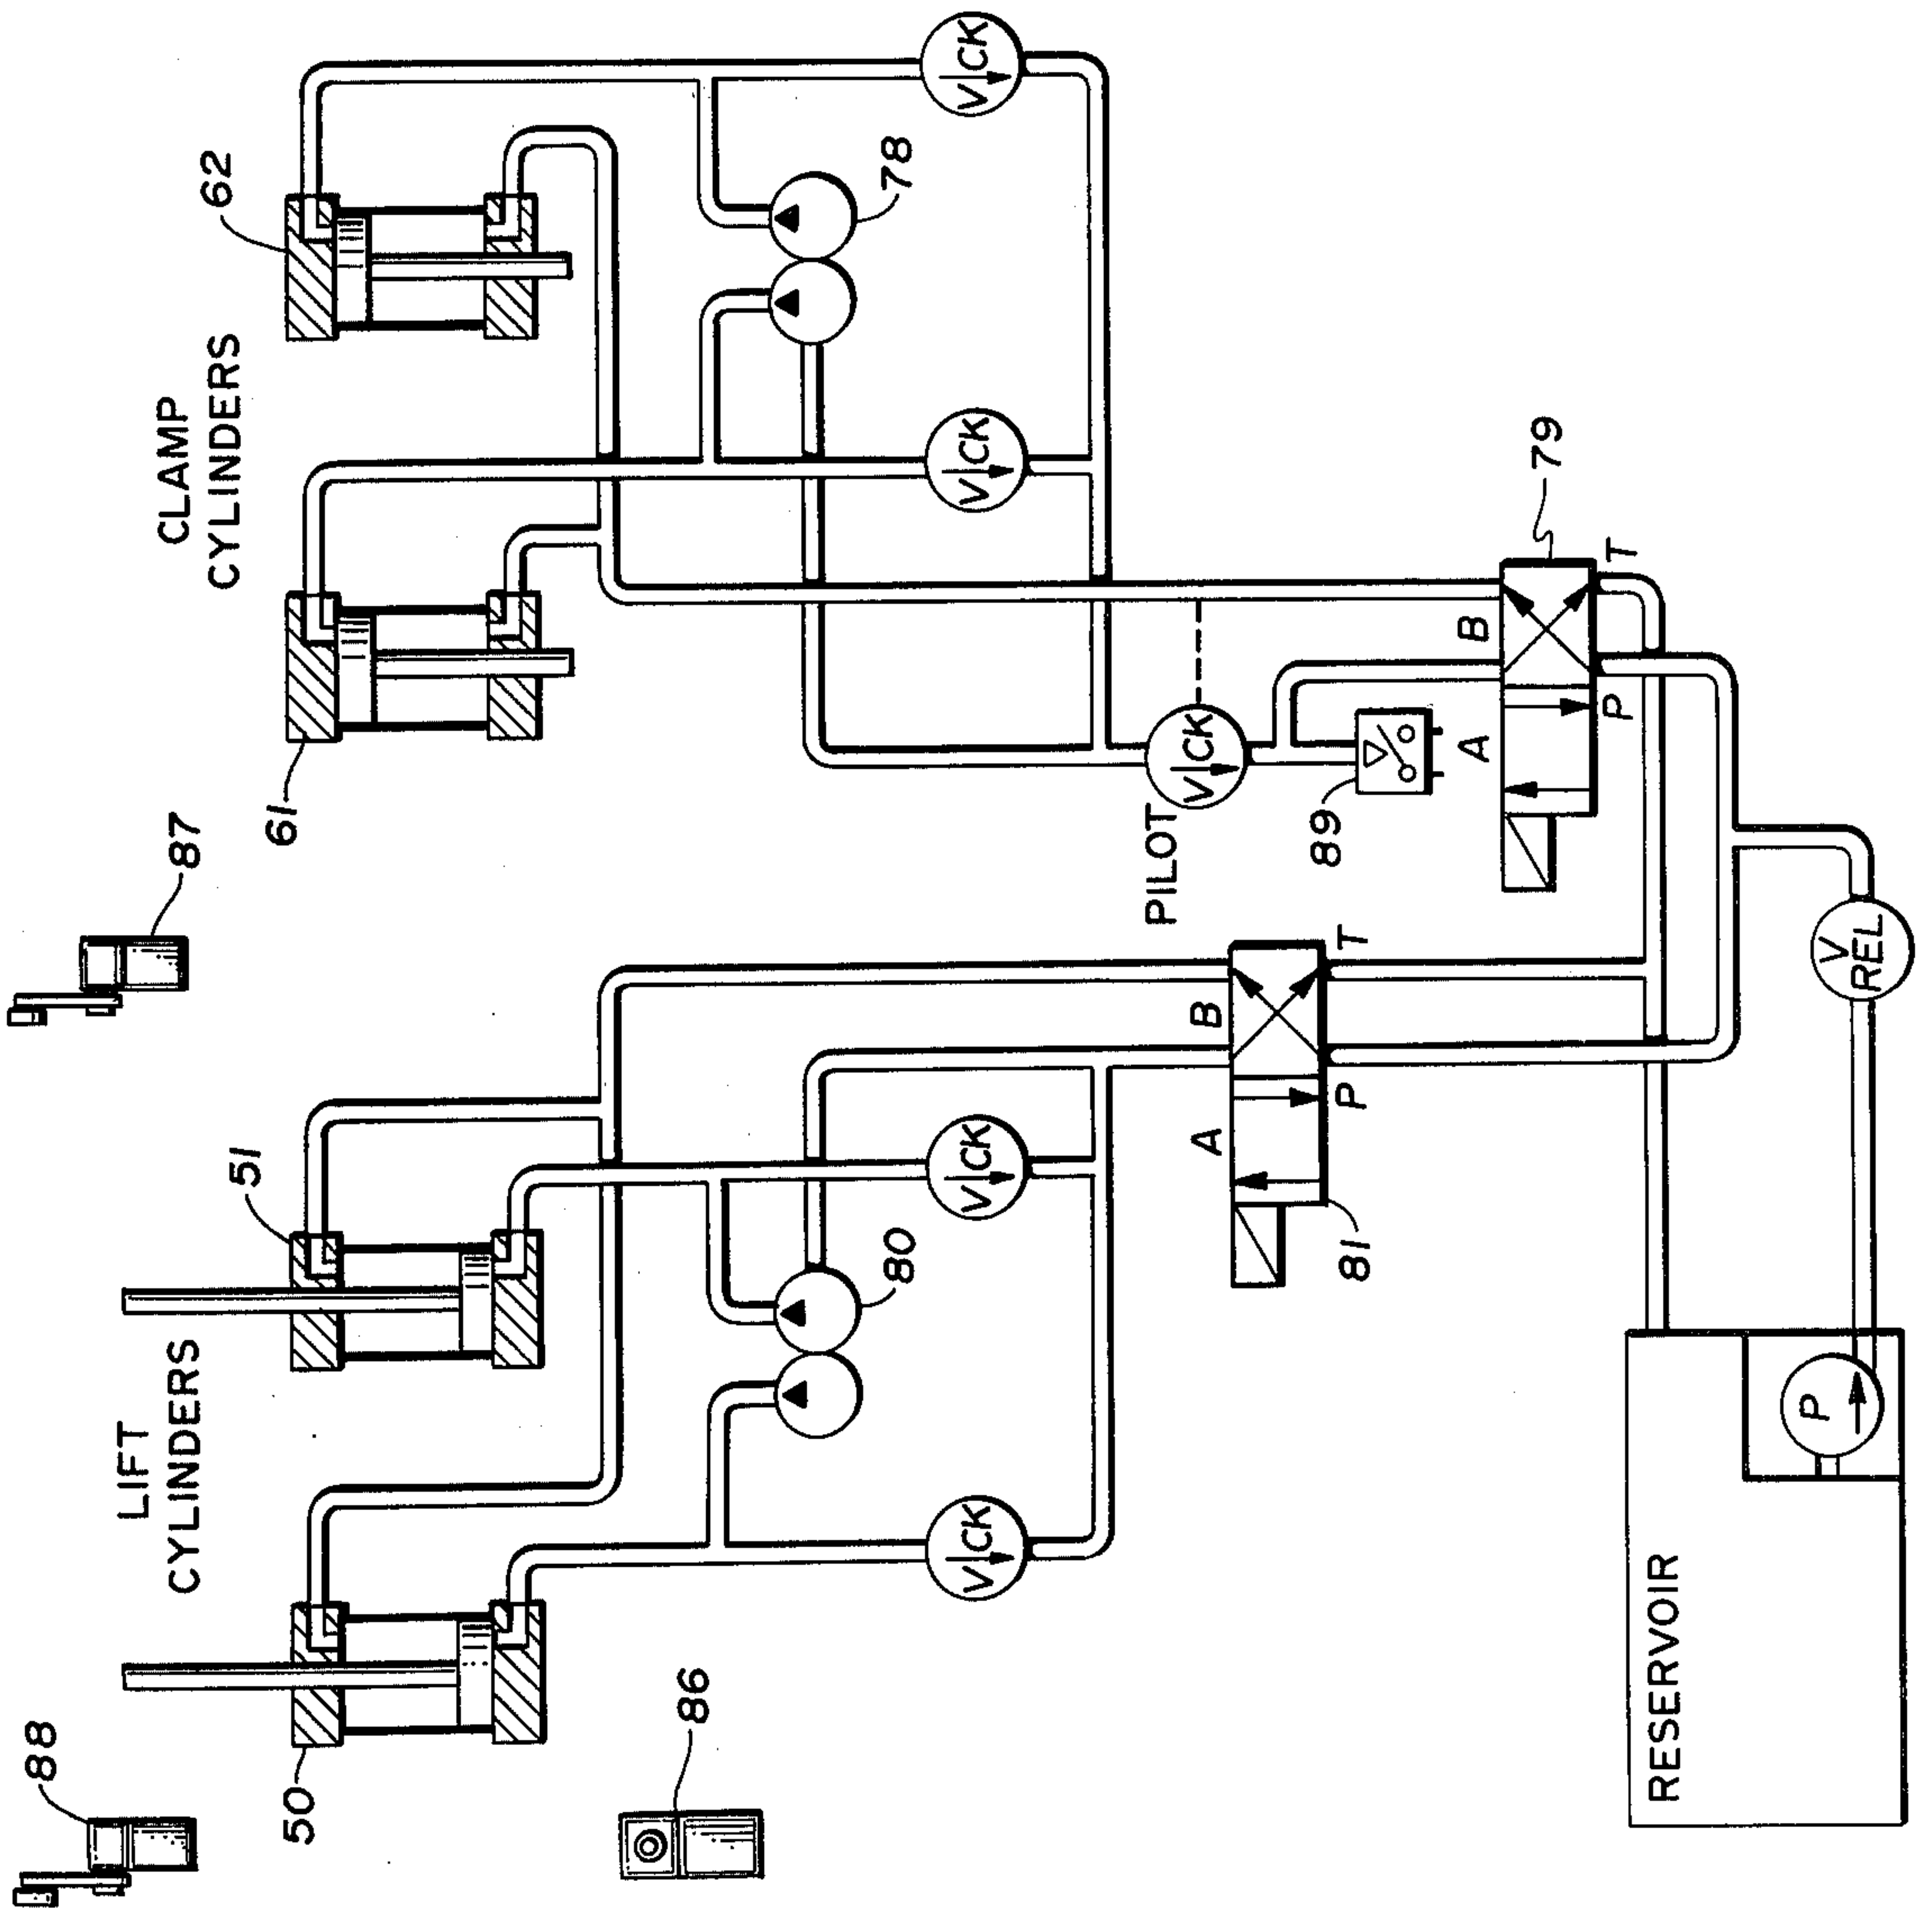 88
50
LIFT
CYLINDERS
51
87
61
CLAMP
CYLINDERS
62
86
80
78
V CK
V CK
V CK
V CK
PILOT
V CK
89
A
B
P
T
81
A
B
P
T
79
RESERVOIR
P
V
REL